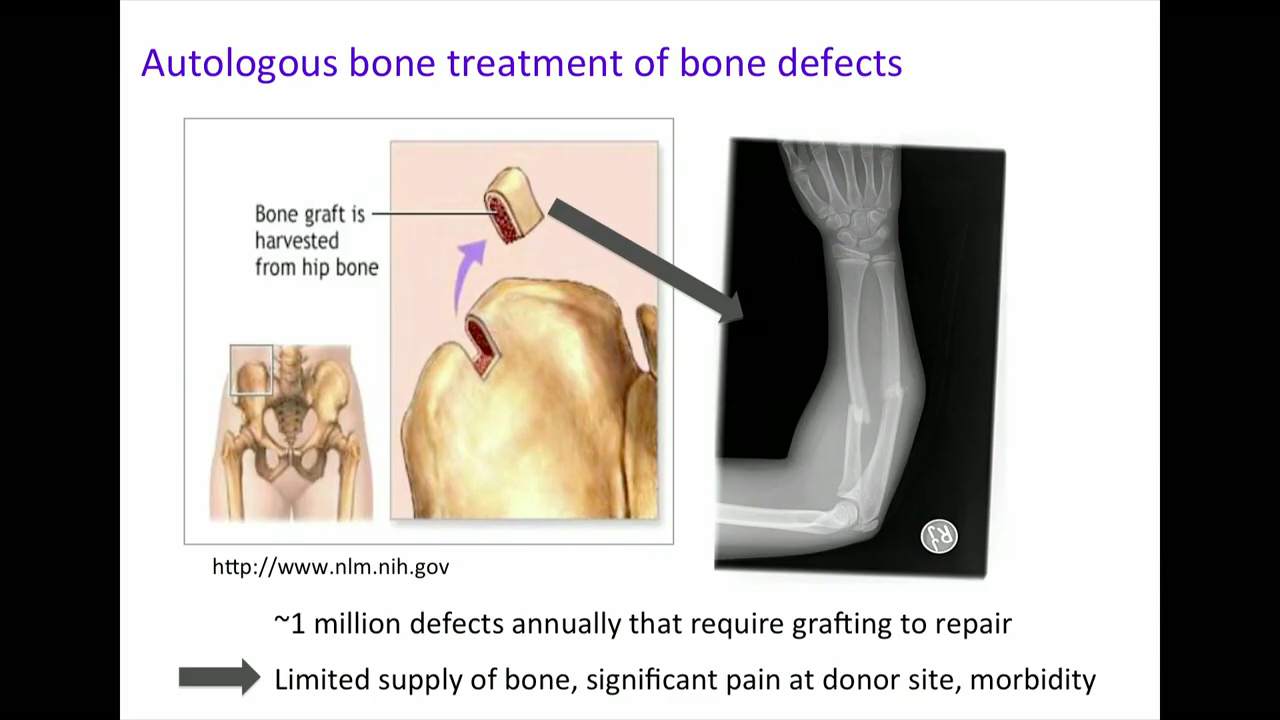 Autologous bone treatment of bone defects
Bone graft is
harvested
from hip bone
RJ
http://www.nlm.nih.gov
~1 million defects annually that require grafting to repair
Limited supply of bone, significant pain at donor site, morbidity